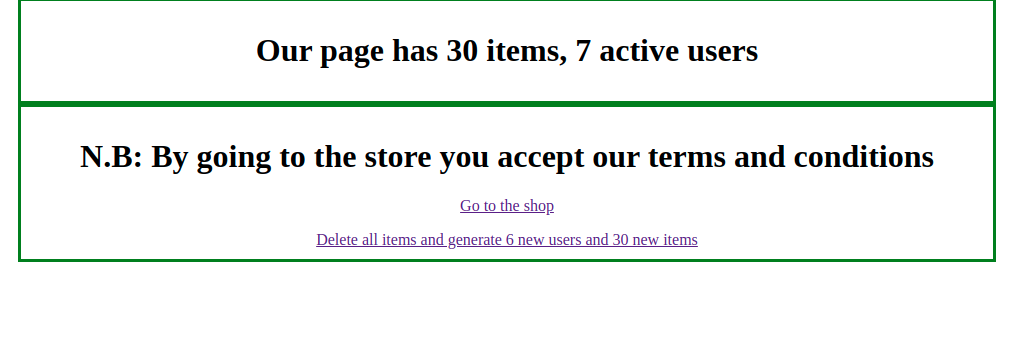 Our page has 30 items, 7 active users
N.B: By going to the store you accept our terms and conditions
Go to the shop
Delete all items and generate 6 new users and 30 new items